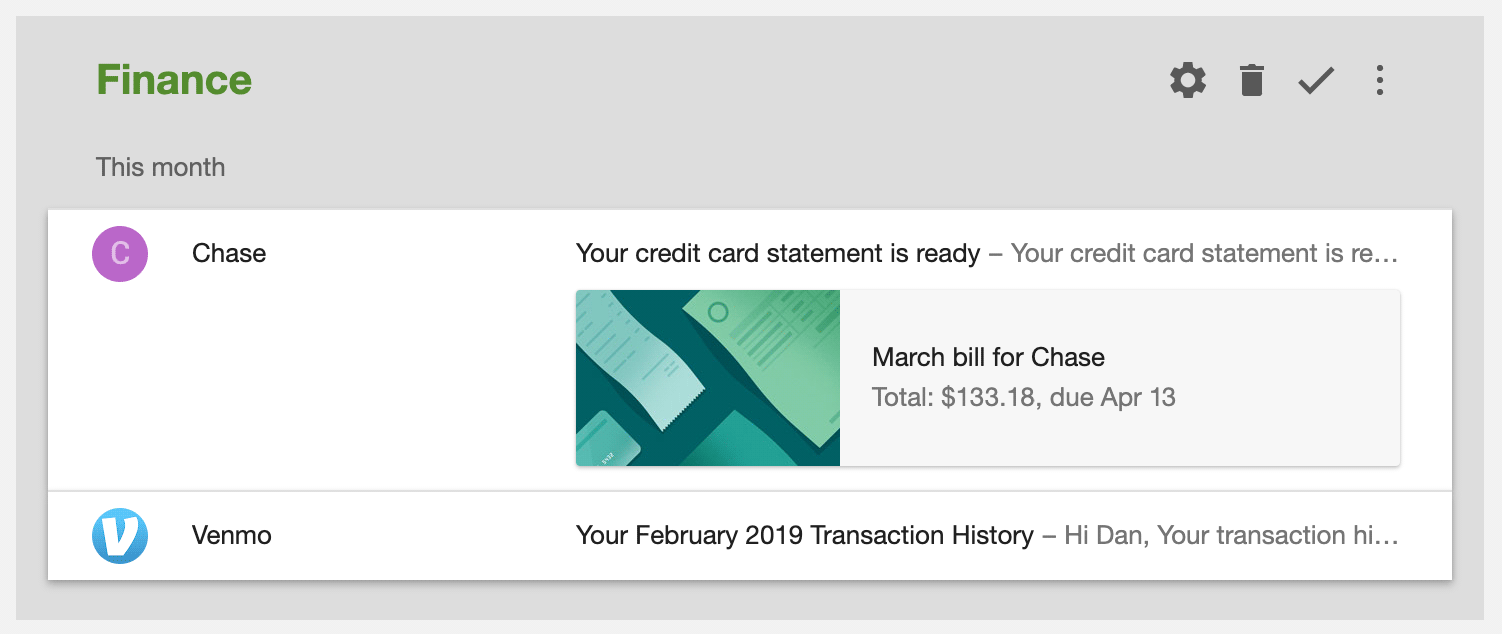 Finance
This month
C
Chase
Your credit card statement is ready – Your credit card statement is re…
March bill for Chase
Total: $133.18, due Apr 13
V
Venmo
Your February 2019 Transaction History – Hi Dan, Your transaction hi…